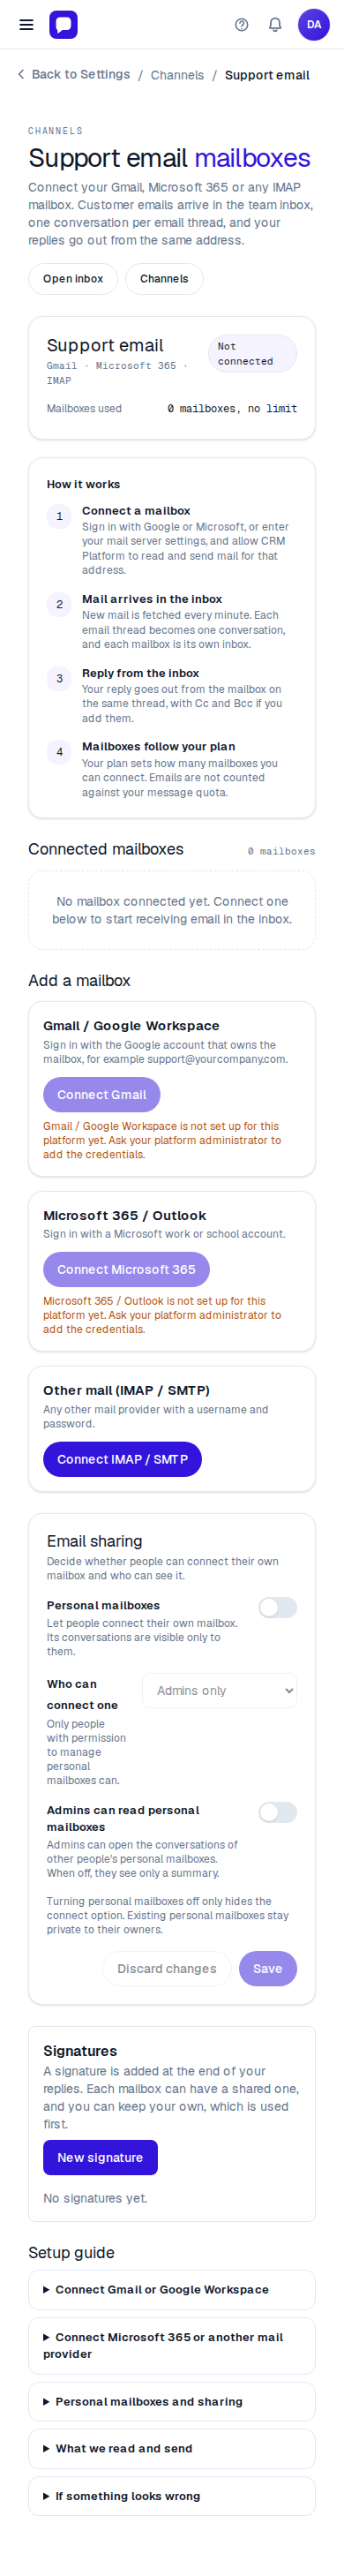 DA
Back to Settings / Channels / Support email
CHANNELS
Support email mailboxes
Connect your Gmail, Microsoft 365 or any IMAP
mailbox. Customer emails arrive in the team inbox,
one conversation per email thread, and your
replies go out from the same address.
Open inbox
Channels
Support email
Not
connected
Gmail · Microsoft 365 ·
IMAP
Mailboxes used
0 mailboxes, no limit
How it works
1
Connect a mailbox
Sign in with Google or Microsoft, or enter
your mail server settings, and allow CRM
Platform to read and send mail for that
address.
2
Mail arrives in the inbox
New mail is fetched every minute. Each
email thread becomes one conversation,
and each mailbox is its own inbox.
3
Reply from the inbox
Your reply goes out from the mailbox on
the same thread, with Cc and Bcc if you
add them.
4
Mailboxes follow your plan
Your plan sets how many mailboxes you
can connect. Emails are not counted
against your message quota.
Connected mailboxes
0 mailboxes
No mailbox connected yet. Connect one
below to start receiving email in the inbox.
Add a mailbox
Gmail / Google Workspace
Sign in with the Google account that owns the
mailbox, for example support@yourcompany.com.
Connect Gmail
Gmail / Google Workspace is not set up for this
platform yet. Ask your platform administrator to
add the credentials.
Microsoft 365 / Outlook
Sign in with a Microsoft work or school account.
Connect Microsoft 365
Microsoft 365 / Outlook is not set up for this
platform yet. Ask your platform administrator to
add the credentials.
Other mail (IMAP / SMTP)
Any other mail provider with a username and
password.
Connect IMAP / SMTP
Email sharing
Decide whether people can connect their own
mailbox and who can see it.
Personal mailboxes
Let people connect their own mailbox.
Its conversations are visible only to
them.
Who can
connect one
Admins only
Only people
with permission
to manage
personal
mailboxes can.
Admins can read personal
mailboxes
Admins can open the conversations of
other people's personal mailboxes.
When off, they see only a summary.
Turning personal mailboxes off only hides the
connect option. Existing personal mailboxes stay
private to their owners.
Discard changes
Save
Signatures
A signature is added at the end of your
replies. Each mailbox can have a shared one,
and you can keep your own, which is used
first.
New signature
No signatures yet.
Setup guide
Connect Gmail or Google Workspace
Connect Microsoft 365 or another mail
provider
Personal mailboxes and sharing
What we read and send
If something looks wrong